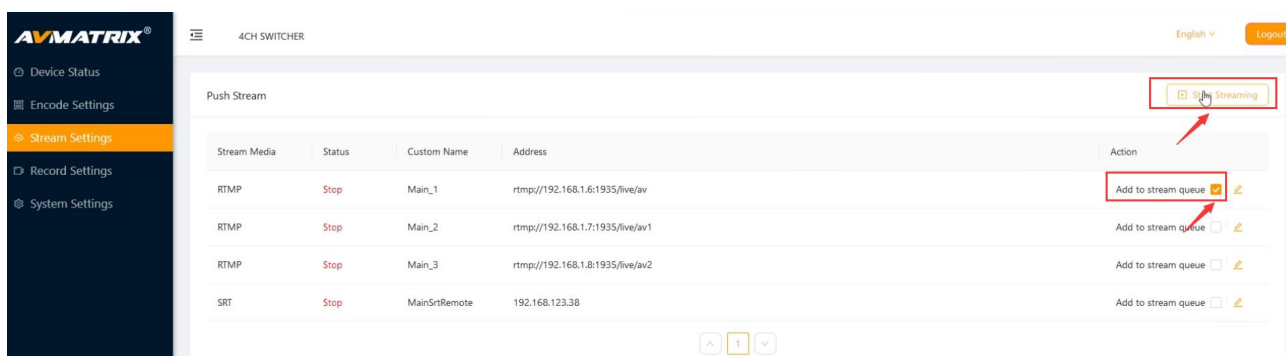 AVMATRIX®
4CH SWITCHER
English
Logout
Device Status
Encode Settings
Stream Settings
Record Settings
System Settings
Push Stream
Streaming
Stream Media Status Custom Name Address Action
RTMP Stop Main_1 rtmp://192.168.1.6:1935/live/av Add to stream queue
RTMP Stop Main_2 rtmp://192.168.1.7:1935/live/av1 Add to stream queue
RTMP Stop Main_3 rtmp://192.168.1.8:1935/live/av2 Add to stream queue
SRT Stop MainSrtRemote 192.168.123.38 Add to stream queue
1